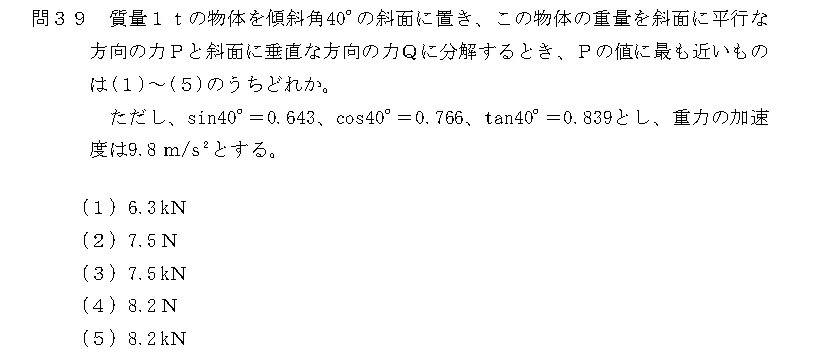 問３９　質量１ｔの物体を傾斜角40°の斜面に置き、この物体の重量を斜面に平行な
方向の力Ｐと斜面に垂直な方向の力Ｑに分解するとき、Ｐの値に最も近いもの
は(１)～(５)のうちどれか。
ただし、sin40°＝0.643、cos40°＝0.766、tan40°＝0.839とし、重力の加速
度は9.8 m/s²とする。
(１) 6.3kN
(２) 7.5N
(３) 7.5kN
(４) 8.2N
(５) 8.2kN